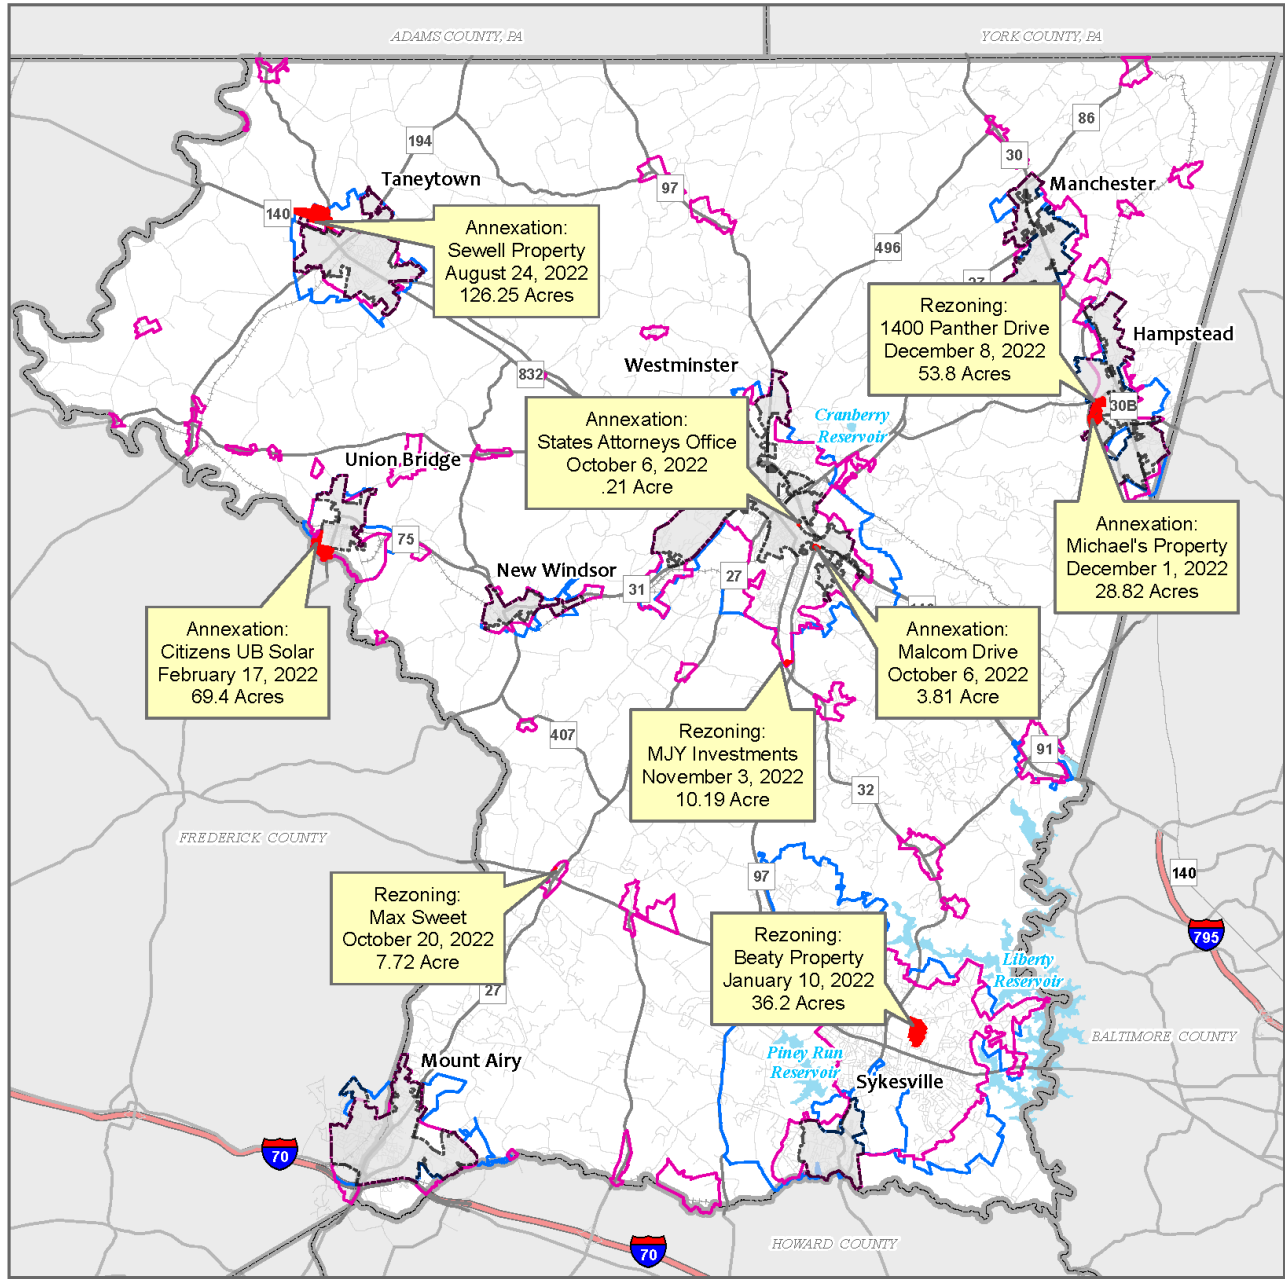 ADAMS COUNTY, PA
YORK COUNTY, PA
86
194
30
Taneytown
Manchester
97
140
Annexation:
Sewell Property
August 24, 2022
126.25 Acres
496
27
Rezoning:
1400 Panther Drive
December 8, 2022
53.8 Acres
Hampstead
Westminster
832
30B
Cranberry
Reservoir
Annexation:
States Attorneys Office
October 6, 2022
.21 Acre
Union Bridge
75
Annexation:
Michael's Property
December 1, 2022
28.82 Acres
New Windsor
31
27
Annexation:
Citizens UB Solar
February 17, 2022
69.4 Acres
Annexation:
Malcom Drive
October 6, 2022
3.81 Acre
407
Rezoning:
MJY Investments
November 3, 2022
10.19 Acre
91
32
FREDERICK COUNTY
97
140
Rezoning:
Max Sweet
October 20, 2022
7.72 Acre
795
Rezoning:
Beaty Property
January 10, 2022
36.2 Acres
Liberty
Reservoir
27
BALTIMORE COUNTY
Piney Run
Reservoir
Mount Airy
Sykesville
70
HOWARD COUNTY
70